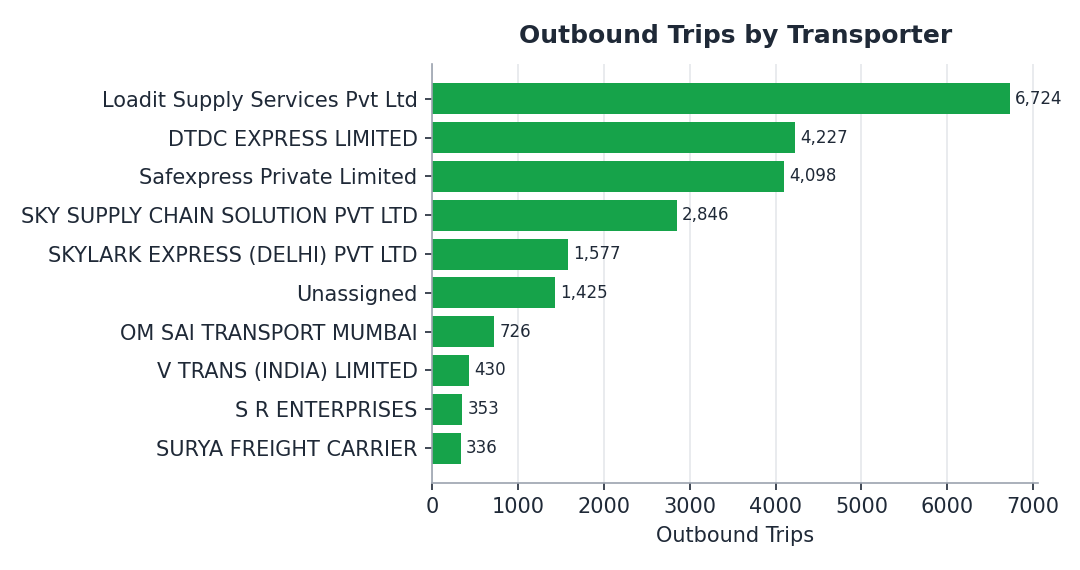 Outbound Trips by Transporter
Loadit Supply Services Pvt Ltd 6,724
DTDC EXPRESS LIMITED 4,227
Safexpress Private Limited 4,098
SKY SUPPLY CHAIN SOLUTION PVT LTD 2,846
SKYLARK EXPRESS (DELHI) PVT LTD 1,577
Unassigned 1,425
OM SAI TRANSPORT MUMBAI 726
V TRANS (INDIA) LIMITED 430
S R ENTERPRISES 353
SURYA FREIGHT CARRIER 336
0 1000 2000 3000 4000 5000 6000 7000
Outbound Trips